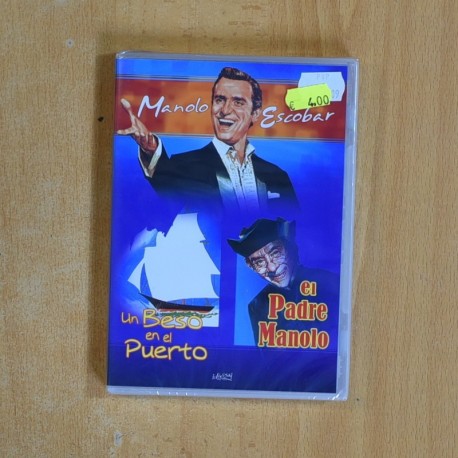 Manolo Escobar
€ 4.00
un Beso
en el
Puerto
el
Padre
Manolo